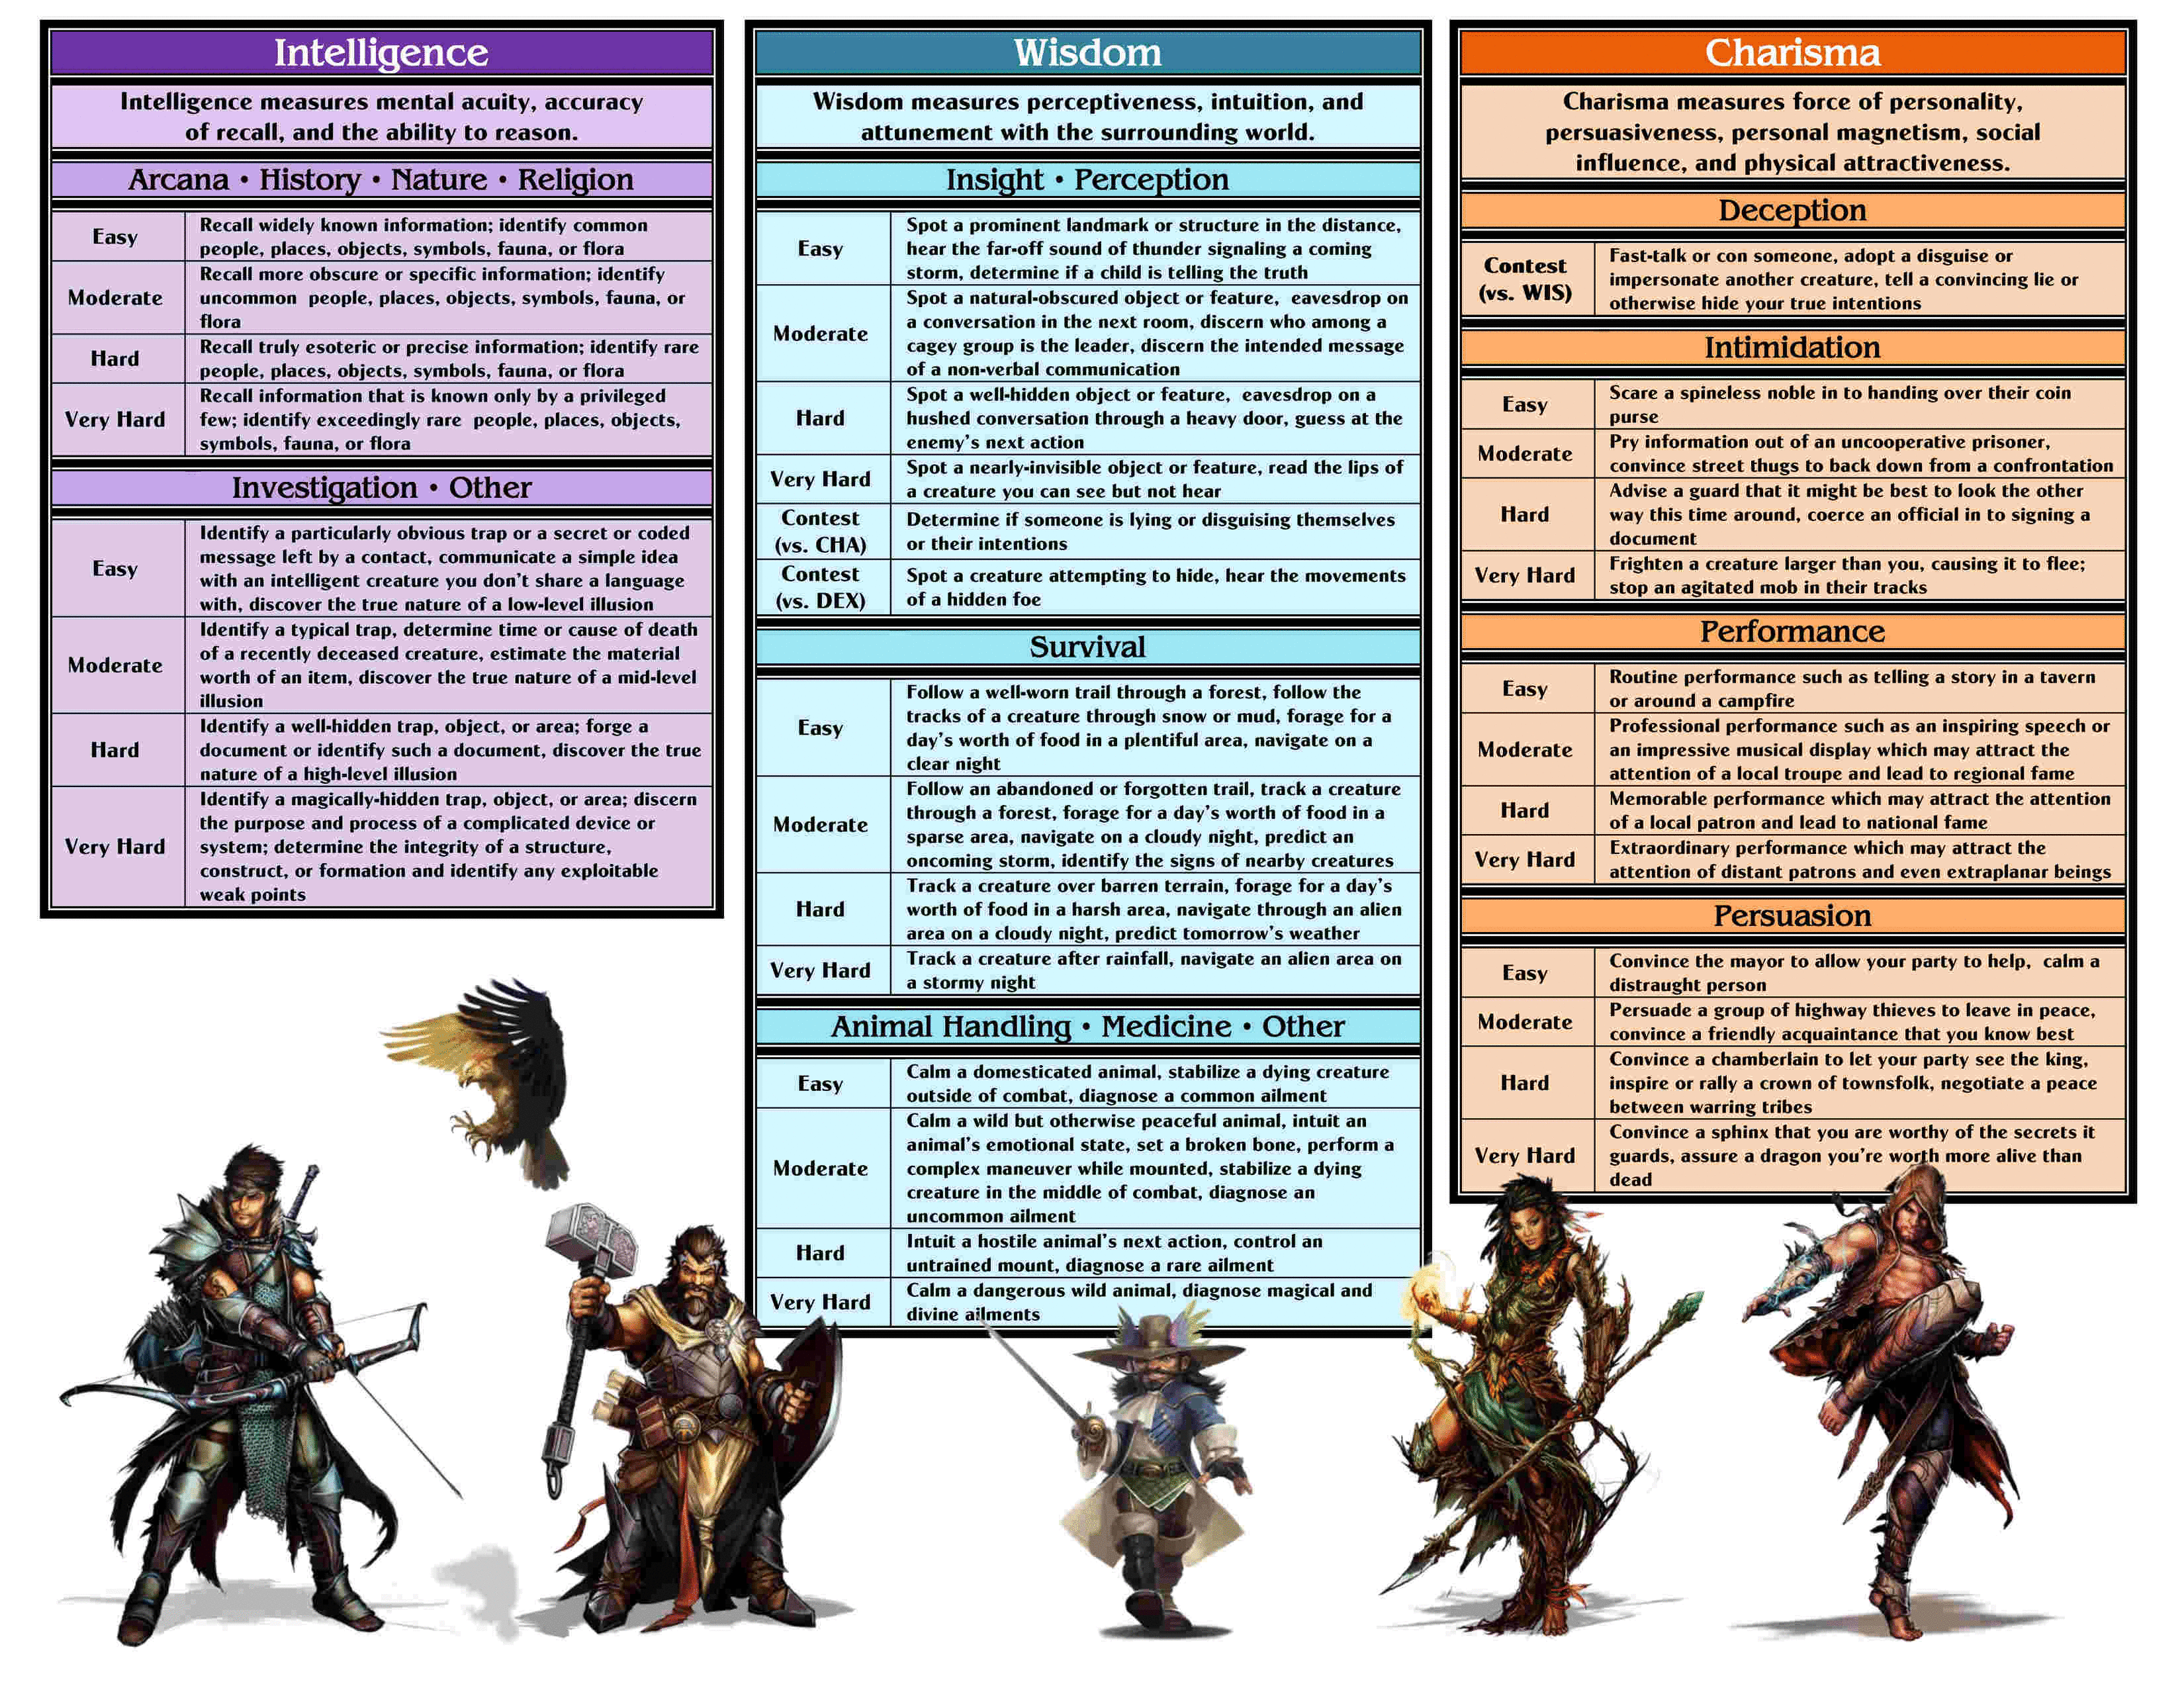 Intelligence
Intelligence measures mental acuity, accuracy
of recall, and the ability to reason.
Arcana • History • Nature • Religion
Easy
Recall widely known information; identify common
people, places, objects, symbols, fauna, or flora
Moderate
Recall more obscure or specific information; identify
uncommon people, places, objects, symbols, fauna, or
flora
Hard
Recall truly esoteric or precise information; identify rare
people, places, objects, symbols, fauna, or flora
Very Hard
Recall information that is known only by a privileged
few; identify exceedingly rare people, places, objects,
symbols, fauna, or flora
Investigation • Other
Easy
Identify a particularly obvious trap or a secret or coded
message left by a contact, communicate a simple idea
with an intelligent creature you don't share a language
with, discover the true nature of a low-level illusion
Moderate
Identify a typical trap, determine time or cause of death
of a recently deceased creature, estimate the material
worth of an item, discover the true nature of a mid-level
illusion
Hard
Identify a well-hidden trap, object, or area; forge a
document or identify such a document, discover the true
nature of a high-level illusion
Very Hard
Identify a magically-hidden trap, object, or area; discern
the purpose and process of a complicated device or
system; determine the integrity of a structure,
construct, or formation and identify any exploitable
weak points
Wisdom
Wisdom measures perceptiveness, intuition, and
attunement with the surrounding world.
Insight • Perception
Easy
Spot a prominent landmark or structure in the distance,
hear the far-off sound of thunder signaling a coming
storm, determine if a child is telling the truth
Moderate
Spot a natural-obscured object or feature, eavesdrop on
a conversation in the next room, discern who among a
cagey group is the leader, discern the intended message
of a non-verbal communication
Hard
Spot a well-hidden object or feature, eavesdrop on a
hushed conversation through a heavy door, guess at the
enemy's next action
Very Hard
Spot a nearly-invisible object or feature, read the lips of
a creature you can see but not hear
Contest
(vs. CHA)
Determine if someone is lying or disguising themselves
or their intentions
Contest
(vs. DEX)
Spot a creature attempting to hide, hear the movements
of a hidden foe
Survival
Easy
Follow a well-worn trail through a forest, follow the
tracks of a creature through snow or mud, forage for a
day's worth of food in a plentiful area, navigate on a
clear night
Moderate
Follow an abandoned or forgotten trail, track a creature
through a forest, forage for a day's worth of food in a
sparse area, navigate on a cloudy night, predict an
oncoming storm, identify the signs of nearby creatures
Hard
Track a creature over barren terrain, forage for a day's
worth of food in a harsh area, navigate through an alien
area on a cloudy night, predict tomorrow's weather
Very Hard
Track a creature after rainfall, navigate an alien area on
a stormy night
Animal Handling • Medicine • Other
Easy
Calm a domesticated animal, stabilize a dying creature
outside of combat, diagnose a common ailment
Moderate
Calm a wild but otherwise peaceful animal, intuit an
animal's emotional state, set a broken bone, perform a
complex maneuver while mounted, stabilize a dying
creature in the middle of combat, diagnose an
uncommon ailment
Hard
Intuit a hostile animal's next action, control an
untrained mount, diagnose a rare ailment
Very Hard
Calm a dangerous wild animal, diagnose magical and
divine ailments
Charisma
Charisma measures force of personality,
persuasiveness, personal magnetism, social
influence, and physical attractiveness.
Deception
Contest
(vs. WIS)
Fast-talk or con someone, adopt a disguise or
impersonate another creature, tell a convincing lie or
otherwise hide your true intentions
Intimidation
Easy
Scare a spineless noble in to handing over their coin
purse
Moderate
Pry information out of an uncooperative prisoner,
convince street thugs to back down from a confrontation
Hard
Advise a guard that it might be best to look the other
way this time around, coerce an official in to signing a
document
Very Hard
Frighten a creature larger than you, causing it to flee;
stop an agitated mob in their tracks
Performance
Easy
Routine performance such as telling a story in a tavern
or around a campfire
Moderate
Professional performance such as an inspiring speech or
an impressive musical display which may attract the
attention of a local troupe and lead to regional fame
Hard
Memorable performance which may attract the attention
of a local patron and lead to national fame
Very Hard
Extraordinary performance which may attract the
attention of distant patrons and even extraplanar beings
Persuasion
Easy
Convince the mayor to allow your party to help, calm a
distraught person
Moderate
Persuade a group of highway thieves to leave in peace,
convince a friendly acquaintance that you know best
Hard
Convince a chamberlain to let your party see the king,
inspire or rally a crown of townsfolk, negotiate a peace
between warring tribes
Very Hard
Convince a sphinx that you are worthy of the secrets it
guards, assure a dragon you're worth more alive than
dead